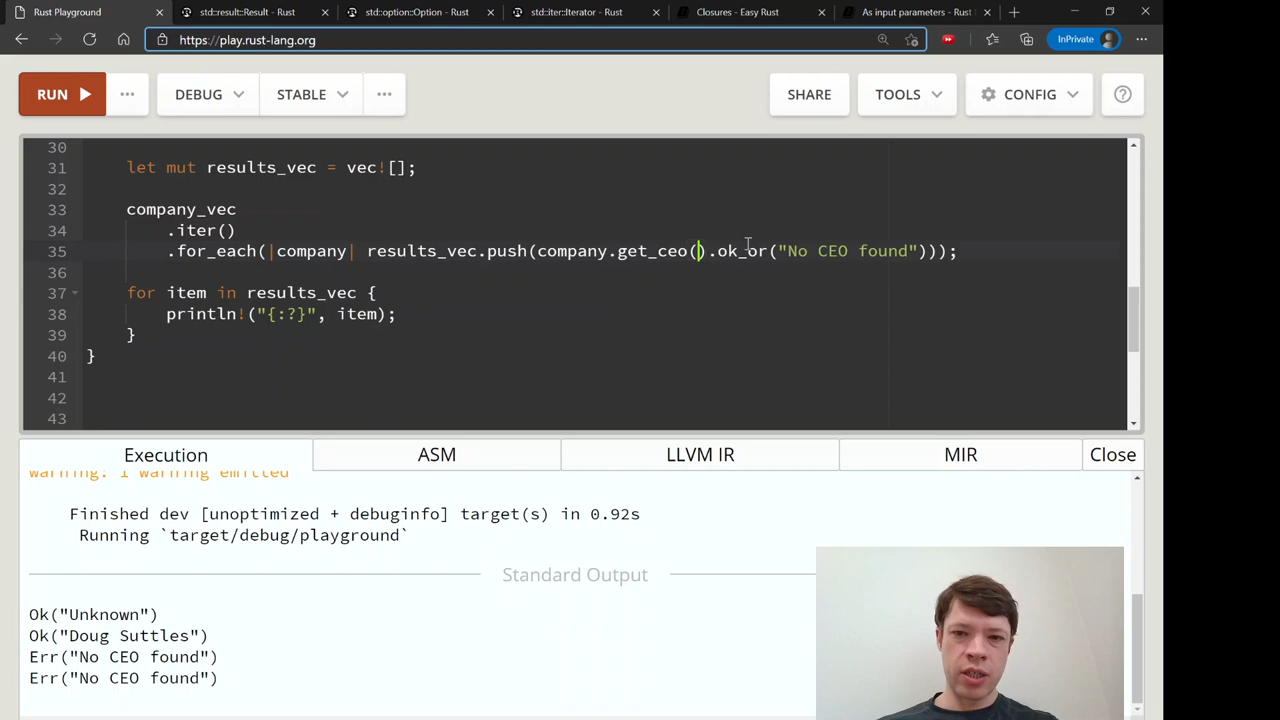 Rust Playground
std::result::Result - Rust
std::option::Option - Rust
std::iter::Iterator - Rust
Closures - Easy Rust
As input parameters - Rust
https://play.rust-lang.org
InPrivate
RUN
DEBUG
STABLE
SHARE
TOOLS
CONFIG
30
31 let mut results_vec = vec![];
32
33 company_vec
34 .iter()
35 .for_each(|company| results_vec.push(company.get_ceo().ok_or("No CEO found")));
36
37 for item in results_vec {
38 println!("{:?}", item);
39 }
40 }
41
42
43
Execution ASM LLVM IR MIR Close
warning: 1 warning emitted
Finished dev [unoptimized + debuginfo] target(s) in 0.92s
Running `target/debug/playground`
Standard Output
Ok("Unknown")
Ok("Doug Suttles")
Err("No CEO found")
Err("No CEO found")